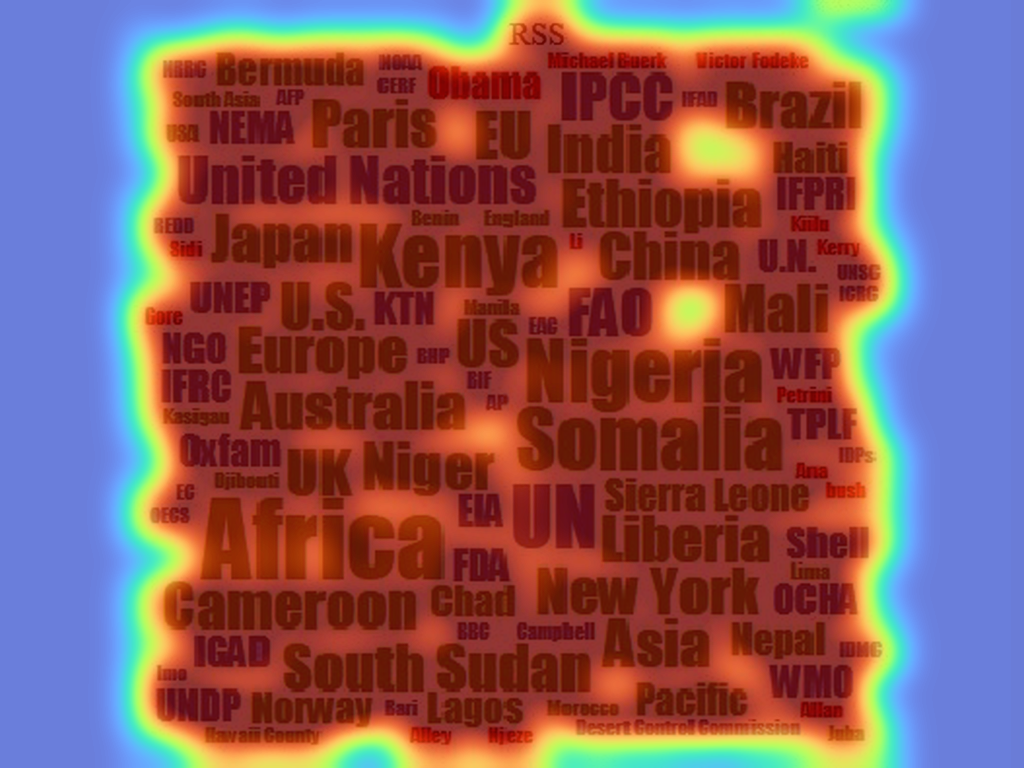 RSS
HRRC Bermuda NOAA Michael Buerk Victor Fodeke
South Asia AFP CERF Obama IPCC IFAD Brazil
USA NEMA Paris EU India Haiti
United Nations Ethiopia IFPRI
REDD Benin England Kiilu
Sidi Japan Kenya Li China U.N. Kerry
UNSC
UNEP U.S. KTN Manila FAO Mali ICRC
Gore EAC
NGO Europe BHP US Nigeria WFP
IFRC BIF Petrini
Kasigau Australia AP Somalia TPLF
Oxfam UK Niger IDPs
Djibouti Ana
EC Sierra Leone bush
OECS Africa EIA UN Liberia Shell
FDA Lima
Cameroon Chad New York OCHA
BBC Campbell
IGAD South Sudan Asia Nepal IDMC
Imo WMO
UNDP Norway Bari Lagos Morocco Pacific Allan
Alley Njeze Desert Control Commission Juba